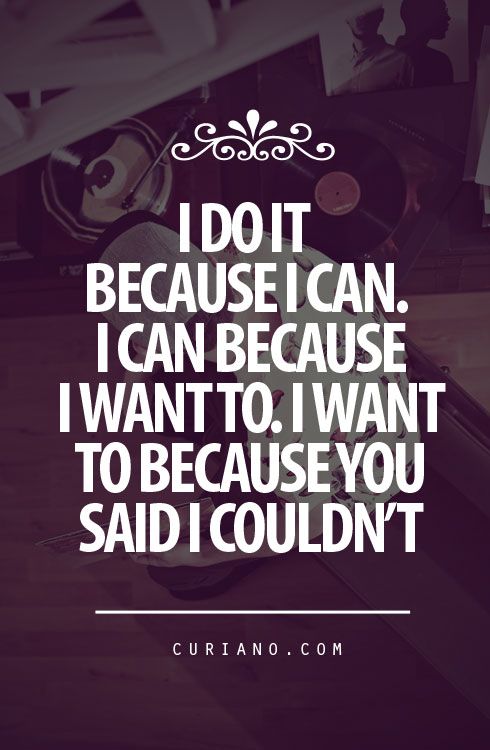 I DO IT
BECAUSE I CAN.
I CAN BECAUSE
I WANT TO. I WANT
TO BECAUSE YOU
SAID I COULDN'T
CURIANO.COM